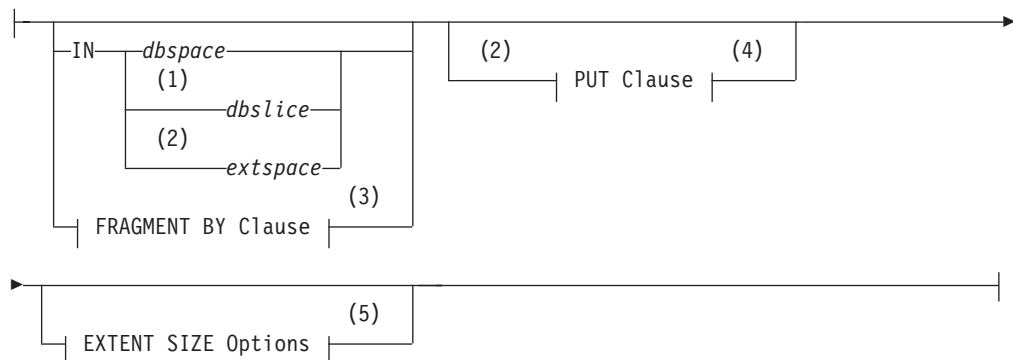 IN dbspace (2) (4)
(1) PUT Clause
dbslice
(2)
extspace
(3)
FRAGMENT BY Clause
(5)
EXTENT SIZE Options